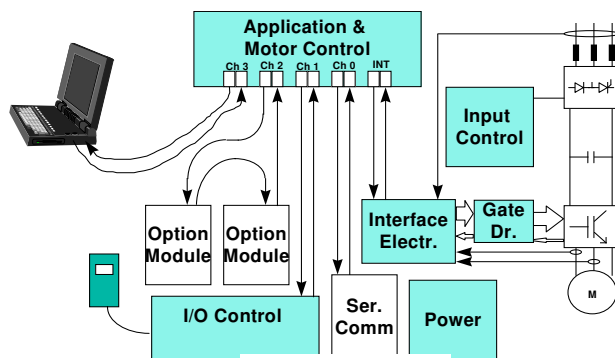 Application &
Motor Control
Ch 3 Ch 2 Ch 1 Ch 0 INT
Input
Control
Option
Module
Option
Module
Interface
Electr.
Gate
Dr.
I/O Control
Ser.
Comm
Power
M